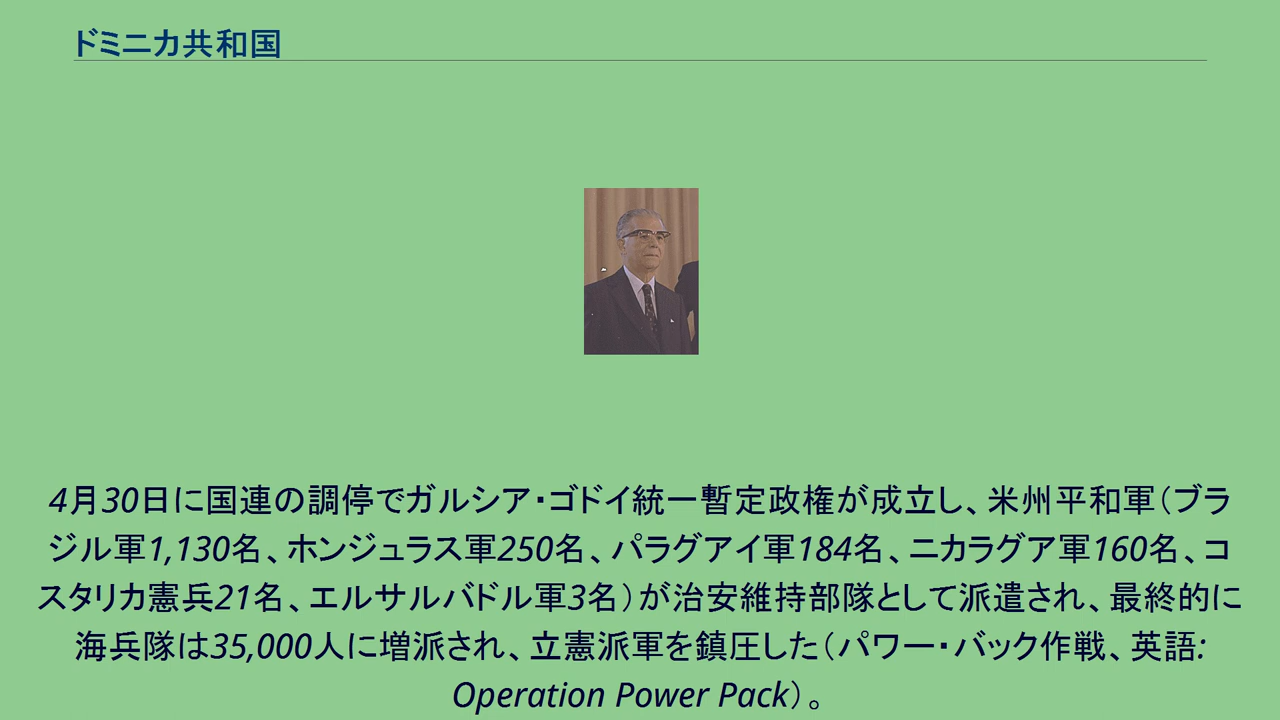 ドミニカ共和国
4月30日に国連の調停でガルシア・ゴドイ統一暫定政権が成立し、米州平和軍（ブラ
ジル軍1,130名、ホンジュラス軍250名、パラグアイ軍184名、ニカラグア軍160名、コ
スタリカ憲兵21名、エルサルバドル軍3名）が治安維持部隊として派遣され、最終的に
海兵隊は35,000人に増派され、立憲派軍を鎮圧した（パワー・バック作戦、英語:
Operation Power Pack）。